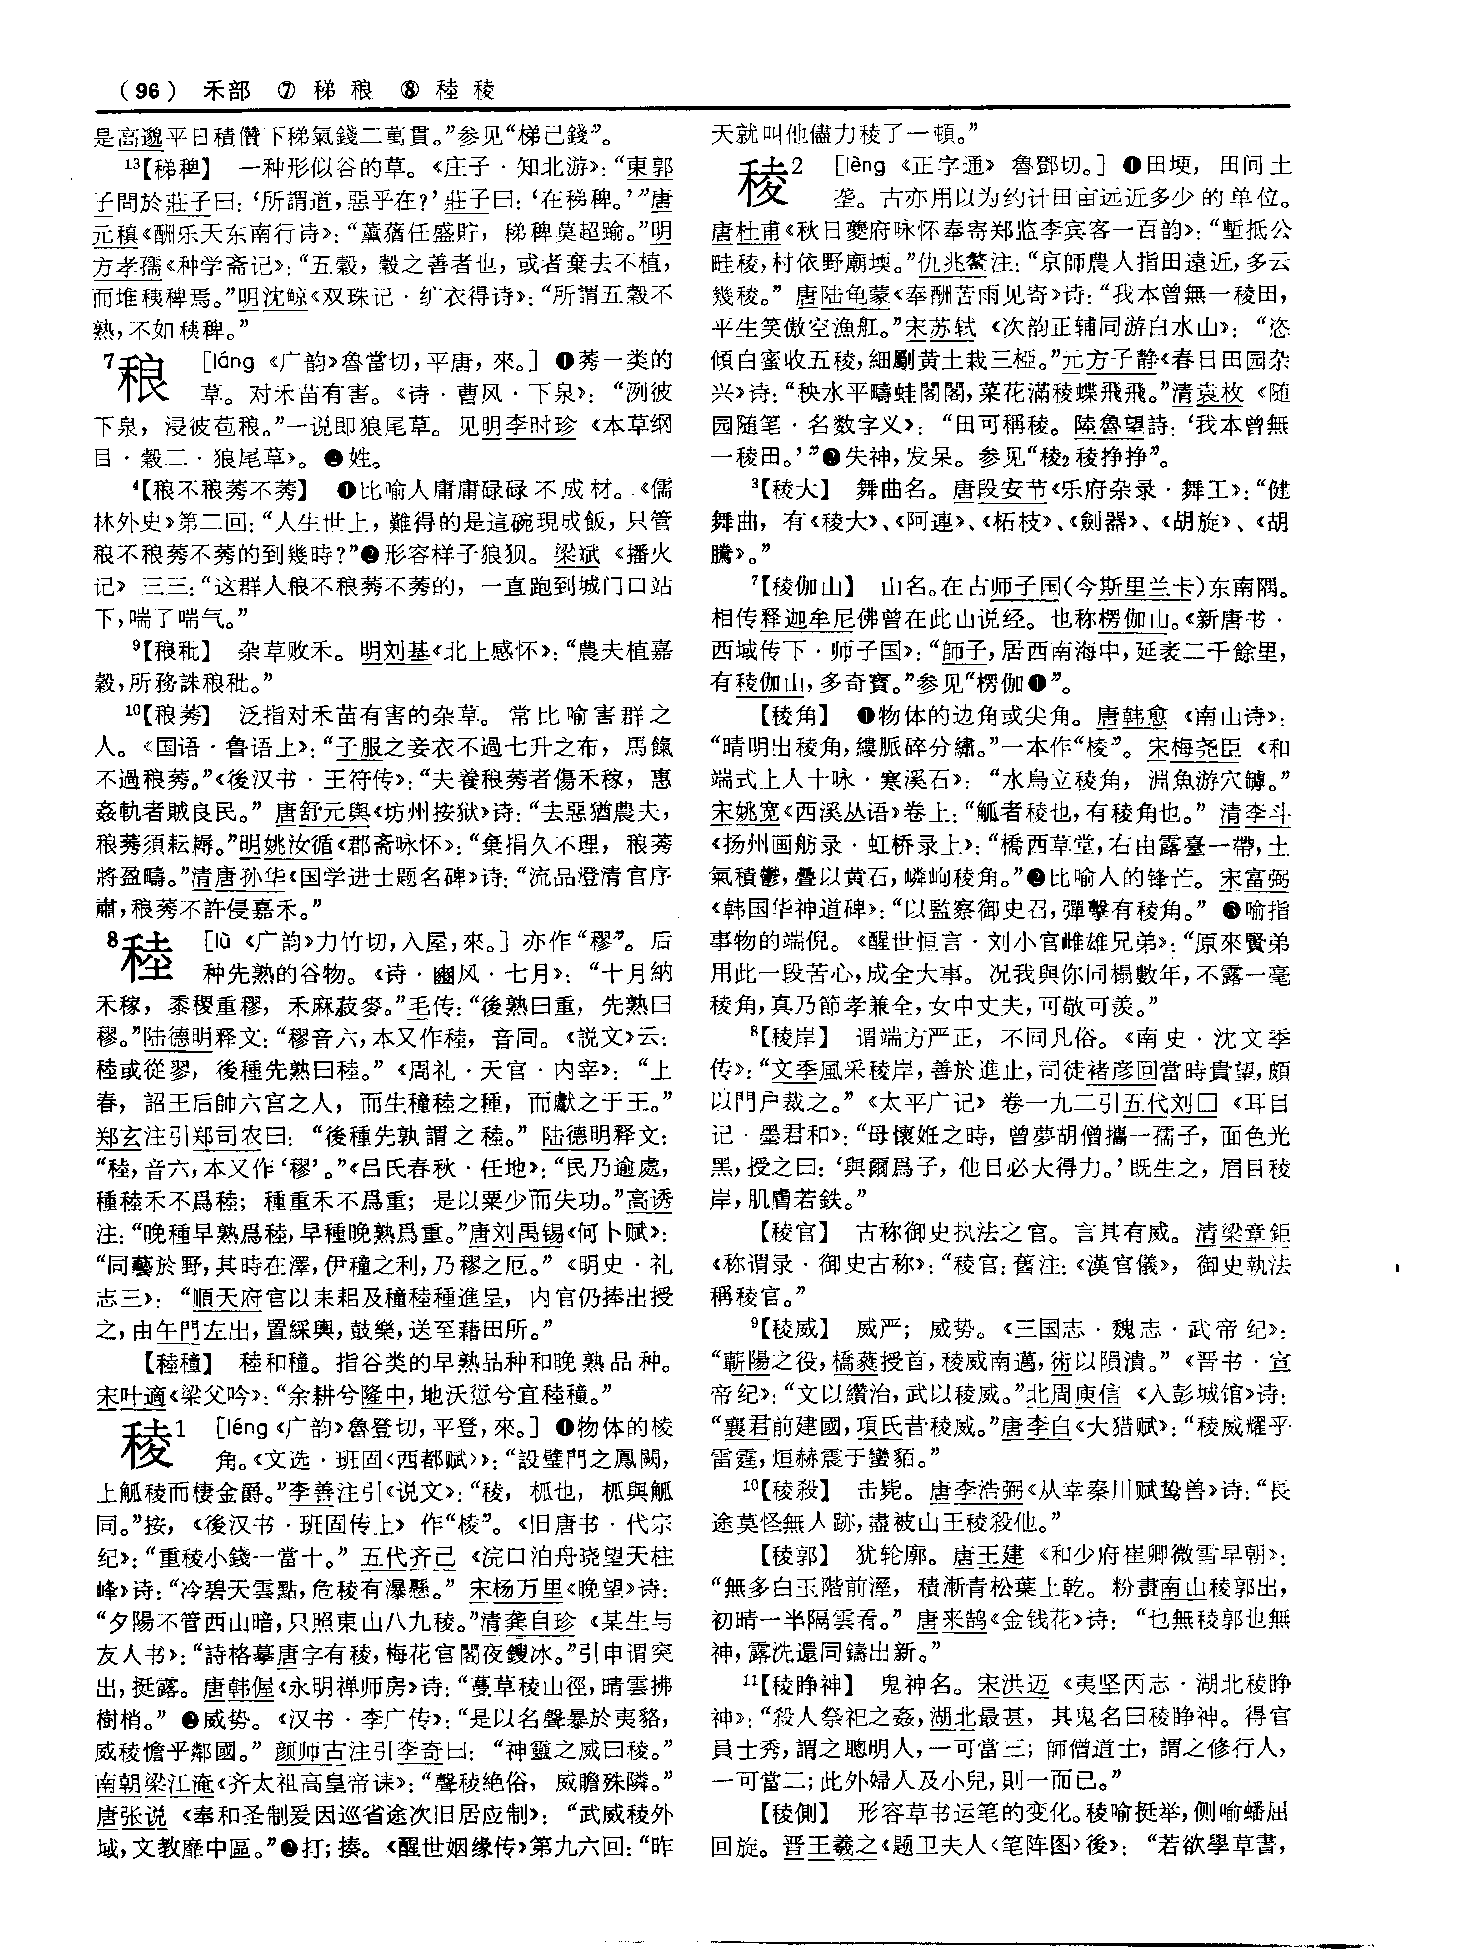 (96) 禾部 ⑦ 稊 稂 ⑧ 稑 稜
是高邈平日積儹下稊氣錢二萬貫。”参见“梯己錢”。
13【稊稗】 一种形似谷的草。《庄子·知北游》：“東郭
子問於莊子曰：‘所謂道，惡乎在？’莊子曰：‘在稊稗。’”唐
元稹《酬乐天东南行诗》：“薰蕕任盛貯，稊稗莫超踰。”明
方孝孺《种学斋记》：“五穀，穀之善者也，或者棄去不植，
而堆稊稗焉。”明沈鲸《双珠记·纩衣得诗》：“所謂五穀不
熟，不如稊稗。”
7稂 [láng 《广韵》魯當切，平唐，來。] ❶莠一类的
草。对禾苗有害。《诗·曹风·下泉》：“洌彼
下泉，浸彼苞稂。”一说即狼尾草。见明李时珍《本草纲
目·穀二·狼尾草》。❷姓。
4【稂不稂莠不莠】 ❶比喻人庸庸碌碌不成材。《儒
林外史》第二回：“人生世上，難得的是這碗現成飯，只管
稂不稂莠不莠的到幾時？”❷形容样子狼狈。梁斌《播火
记》三三：“这群人稂不稂莠不莠的，一直跑到城门口站
下，喘了喘气。”
9【稂秕】 杂草败禾。明刘基《北上感怀》：“農夫植嘉
穀，所務誅稂秕。”
10【稂莠】 泛指对禾苗有害的杂草。常比喻害群之
人。《国语·鲁语上》：“子服之妾衣不過七升之布，馬餼
不過稂莠。”《後汉书·王符传》：“夫養稂莠者傷禾稼，惠
姦軌者賊良民。”唐舒元舆《坊州按狱》诗：“去惡猶農夫，
稂莠須耘耨。”明姚汝循《郡斋咏怀》：“棄捐久不理，稂莠
將盈疇。”清唐孙华《国学进士题名碑》诗：“流品澄清官序
肅，稂莠不許侵嘉禾。”
8稑 [lù 《广韵》力竹切，入屋，來。] 亦作“穋”。后
种先熟的谷物。《诗·豳风·七月》：“十月納
禾稼，黍稷重穋，禾麻菽麥。”毛传：“後熟曰重，先熟曰
穋。”陆德明释文：“穋音六，本又作稑，音同。《説文》云：
稑或從翏，後種先熟曰稑。”《周礼·天官·内宰》：“上
春，詔王后帥六宫之人，而生穜稑之種，而獻之于王。”
郑玄注引郑司农曰：“後種先孰謂之稑。”陆德明释文：
“稑，音六，本又作‘穋’。”《吕氏春秋·任地》：“民乃逾處，
種稑禾不爲稑；種重禾不爲重；是以粟少而失功。”高诱
注：“晚種早熟爲稑，早種晚熟爲重。”唐刘禹锡《何卜赋》：
“同藝於野，其時在澤，伊穜之利，乃穋之厄。”《明史·礼
志三》：“順天府官以耒耜及穜稑種進呈，内官仍捧出授
之，由午門左出，置綵輿，鼓樂，送至藉田所。”
【稑穜】 稑和穜。指谷类的早熟品种和晚熟品种。
宋叶適《梁父吟》：“余耕兮隆中，地沃愆兮宜稑穜。”
稜1 [léng《广韵》魯登切，平登，來。] ❶物体的棱
角。《文选·班固〈西都赋〉》：“設璧門之鳳闕，
上觚稜而棲金爵。”李善注引《说文》：“稜，柧也，柧與觚
同。”按，《後汉书·班固传上》作“棱”。《旧唐书·代宗
纪》：“重稜小錢一當十。”五代齐己《浣口泊舟晓望天柱
峰》诗：“冷碧天雲點，危稜有瀑懸。”宋杨万里《晚望》诗：
“夕陽不管西山暗，只照東山八九稜。”清龚自珍《某生与
友人书》：“詩格摹唐字有稜，梅花官閣夜鏤冰。”引申谓突
出，挺露。唐韩偓《永明禅师房》诗：“蔓草稜山徑，晴雲拂
樹梢。”❷威势。《汉书·李广传》：“是以名聲暴於夷貉，
威稜憺乎鄰國。”颜师古注引李奇曰：“神靈之威曰稜。”
南朝梁江淹《齐太祖高皇帝诔》：“聲稜絶俗，威瞻殊隣。”
唐张说《奉和圣制爱因巡省途次旧居应制》：“武威稜外
域，文教靡中區。”❸打；揍。《醒世姻缘传》第九六回：“昨
天就叫他儘力稜了一頓。”
稜2 [lèng《正字通》魯鄧切。] ❶田埂，田间土
垄。古亦用以为约计田亩远近多少的单位。
唐杜甫《秋日夔府咏怀奉寄郑监李宾客一百韵》：“塹抵公
畦稜，村依野廟堧。”仇兆鳌注：“京師農人指田遠近，多云
幾稜。”唐陆龟蒙《奉酬苦雨见寄》诗：“我本曾無一稜田，
平生笑傲空漁舡。”宋苏轼《次韵正辅同游白水山》：“恣
傾白蜜收五稜，細劚黄土栽三椏。”元方子静《春日田园杂
兴》诗：“秧水平疇蛙閣閣，菜花滿稜蝶飛飛。”清袁枚《随
园随笔·名数字义》：“田可稱稜。陸魯望詩：‘我本曾無
一稜田。’”❷失神，发呆。参见“稜₂稜挣挣”。
3【稜大】 舞曲名。唐段安节《乐府杂录·舞工》：“健
舞曲，有《稜大》、《阿連》、《柘枝》、《劍器》、《胡旋》、《胡
騰》。”
7【稜伽山】 山名。在古师子国(今斯里兰卡)东南隅。
相传释迦牟尼佛曾在此山说经。也称楞伽山。《新唐书·
西域传下·师子国》：“師子，居西南海中，延袤二千餘里，
有稜伽山，多奇寶。”参见“楞伽❶”。
【稜角】 ❶物体的边角或尖角。唐韩愈《南山诗》：
“晴明出稜角，縷脈碎分繡。”一本作“棱”。宋梅尧臣《和
端式上人十咏·寒溪石》：“水鳥立稜角，淵魚游穴罅。”
宋姚宽《西溪丛语》卷上：“觚者稜也，有稜角也。”清李斗
《扬州画舫录·虹桥录上》：“橋西草堂，右由露臺一帶，土
氣積鬱，疊以黄石，嶙峋稜角。”❷比喻人的锋芒。宋富弼
《韩国华神道碑》：“以監察御史召，彈擊有稜角。”❸喻指
事物的端倪。《醒世恒言·刘小官雌雄兄弟》：“原來賢弟
用此一段苦心，成全大事。况我與你同榻數年，不露一毫
稜角，真乃節孝兼全，女中丈夫，可敬可羨。”
8【稜岸】 谓端方严正，不同凡俗。《南史·沈文季
传》：“文季風采稜岸，善於進止，司徒褚彦回當時貴望，頗
以門户裁之。”《太平广记》卷一九二引五代刘囗《耳目
记·墨君和》：“母懷姙之時，曾夢胡僧攜一孺子，面色光
黑，授之曰：‘與爾爲子，他日必大得力。’既生之，眉目稜
岸，肌膚若鉄。”
【稜官】 古称御史执法之官。言其有威。清梁章鉅
《称谓录·御史古称》：“稜官：舊注：《漢官儀》，御史執法
稱稜官。”
9【稜威】 威严；威势。《三国志·魏志·武帝纪》：
“蘄陽之役，橋蕤授首，稜威南邁，術以隕潰。”《晋书·宣
帝纪》：“文以纘治，武以稜威。”北周庾信《入彭城馆》诗：
“襄君前建國，項氏昔稜威。”唐李白《大猎赋》：“稜威耀乎
雷霆，烜赫震于蠻貊。”
10【稜殺】 击毙。唐李浩弼《从幸秦川赋鸷兽》诗：“長
途莫怪無人跡，盡被山王稜殺他。”
【稜郭】 犹轮廓。唐王建《和少府崔卿微雪早朝》：
“無多白玉階前溼，積漸青松葉上乾。粉畫南山稜郭出，
初晴一半隔雲看。”唐来鹄《金钱花》诗：“也無稜郭也無
神，露洗還同鑄出新。”
11【稜睁神】 鬼神名。宋洪迈《夷坚丙志·湖北稜睁
神》：“殺人祭祀之姦，湖北最甚，其鬼名曰稜睁神。得官
員士秀，謂之聰明人，一可當三；師僧道士，謂之修行人，
一可當二；此外婦人及小兒，則一而已。”
【稜側】 形容草书运笔的变化。稜喻挺举，侧喻蟠屈
回旋。晋王羲之《题卫夫人〈笔阵图〉後》：“若欲學草書，